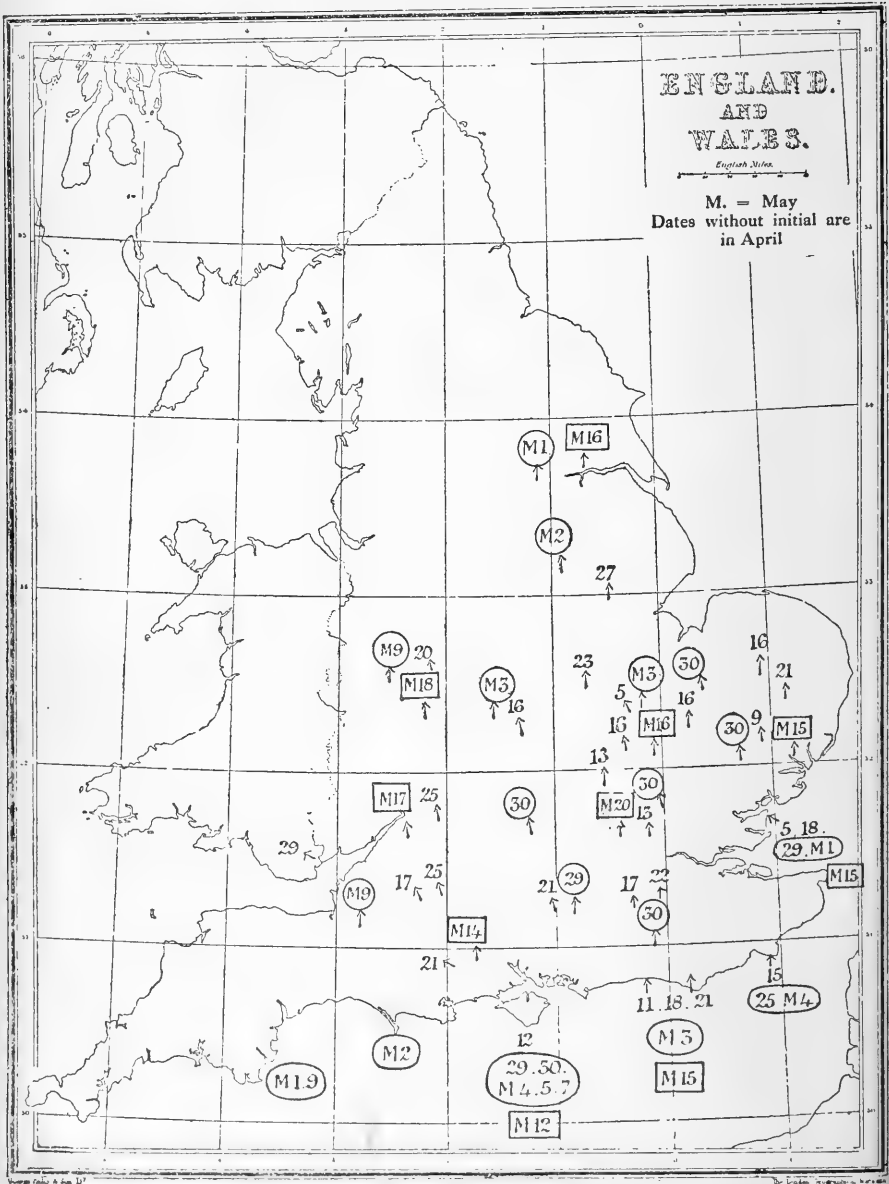 ENGLAND.
AND
WALES.
English Miles.
M. = May
Dates without initial are
in April
M1
M16
M2
27
M9
20
M18
M3
16
23
5
M3
30
16
16
21
16
M16
30
9
M15
13
30
M17
25
30
M20
13
5.18.
29.M1
29
M9
17
25
21
29
17
22
30
M15
M14
21
15
25 M4
11.18.21
M3
M15
M1.9
M2
12
29.30.
M4.5.7
M12